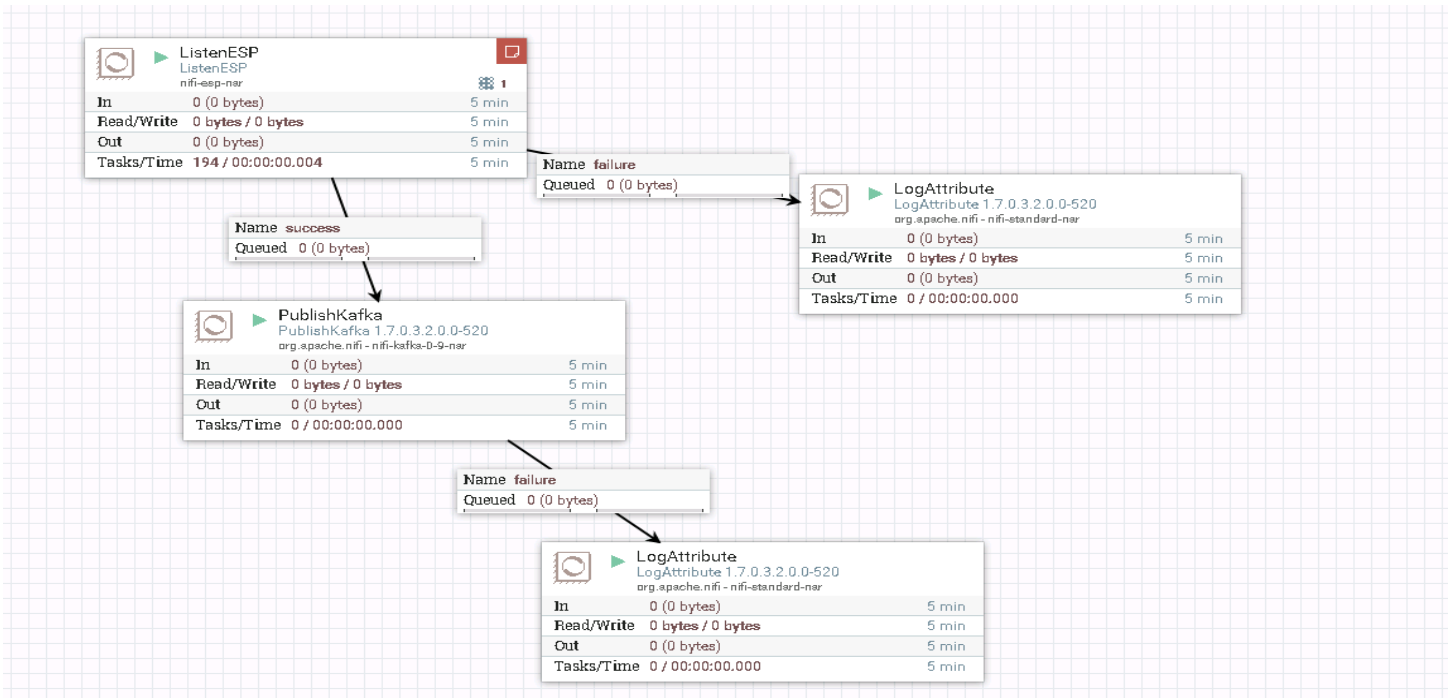 ListenESP
ListenESP
nifi-esp-nar
1
In 0 (0 bytes) 5 min
Read/Write 0 bytes / 0 bytes 5 min
Out 0 (0 bytes) 5 min
Tasks/Time 194 / 00:00:00.004 5 min
Name failure
Queued 0 (0 bytes)
LogAttribute
LogAttribute 1.7.0.3.2.0.0-520
org.apache.nifi - nifi-standard-nar
In 0 (0 bytes) 5 min
Read/Write 0 bytes / 0 bytes 5 min
Out 0 (0 bytes) 5 min
Tasks/Time 0 / 00:00:00.000 5 min
Name success
Queued 0 (0 bytes)
PublishKafka
PublishKafka 1.7.0.3.2.0.0-520
org.apache.nifi - nifi-kafka-0-9-nar
In 0 (0 bytes) 5 min
Read/Write 0 bytes / 0 bytes 5 min
Out 0 (0 bytes) 5 min
Tasks/Time 0 / 00:00:00.000 5 min
Name failure
Queued 0 (0 bytes)
LogAttribute
LogAttribute 1.7.0.3.2.0.0-520
org.apache.nifi - nifi-standard-nar
In 0 (0 bytes) 5 min
Read/Write 0 bytes / 0 bytes 5 min
Out 0 (0 bytes) 5 min
Tasks/Time 0 / 00:00:00.000 5 min